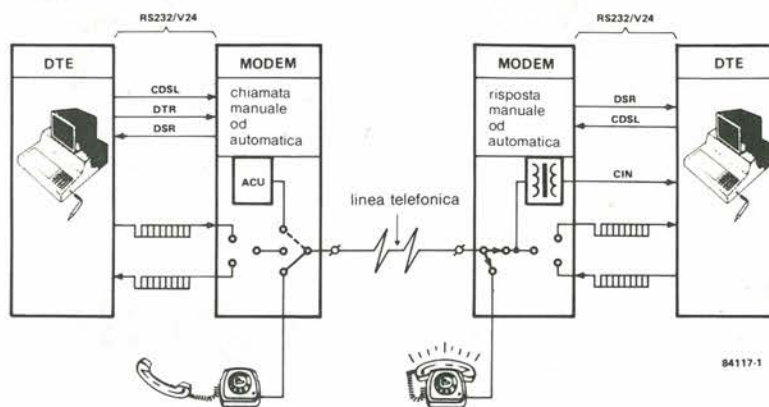 RS232/V24
RS232/V24
DTE
MODEM
MODEM
DTE
CDSL
DTR
DSR
chiamata
manuale
od
automatica
ACU
linea telefonica
risposta
manuale
od
automatica
DSR
CDSL
CIN
84117-1